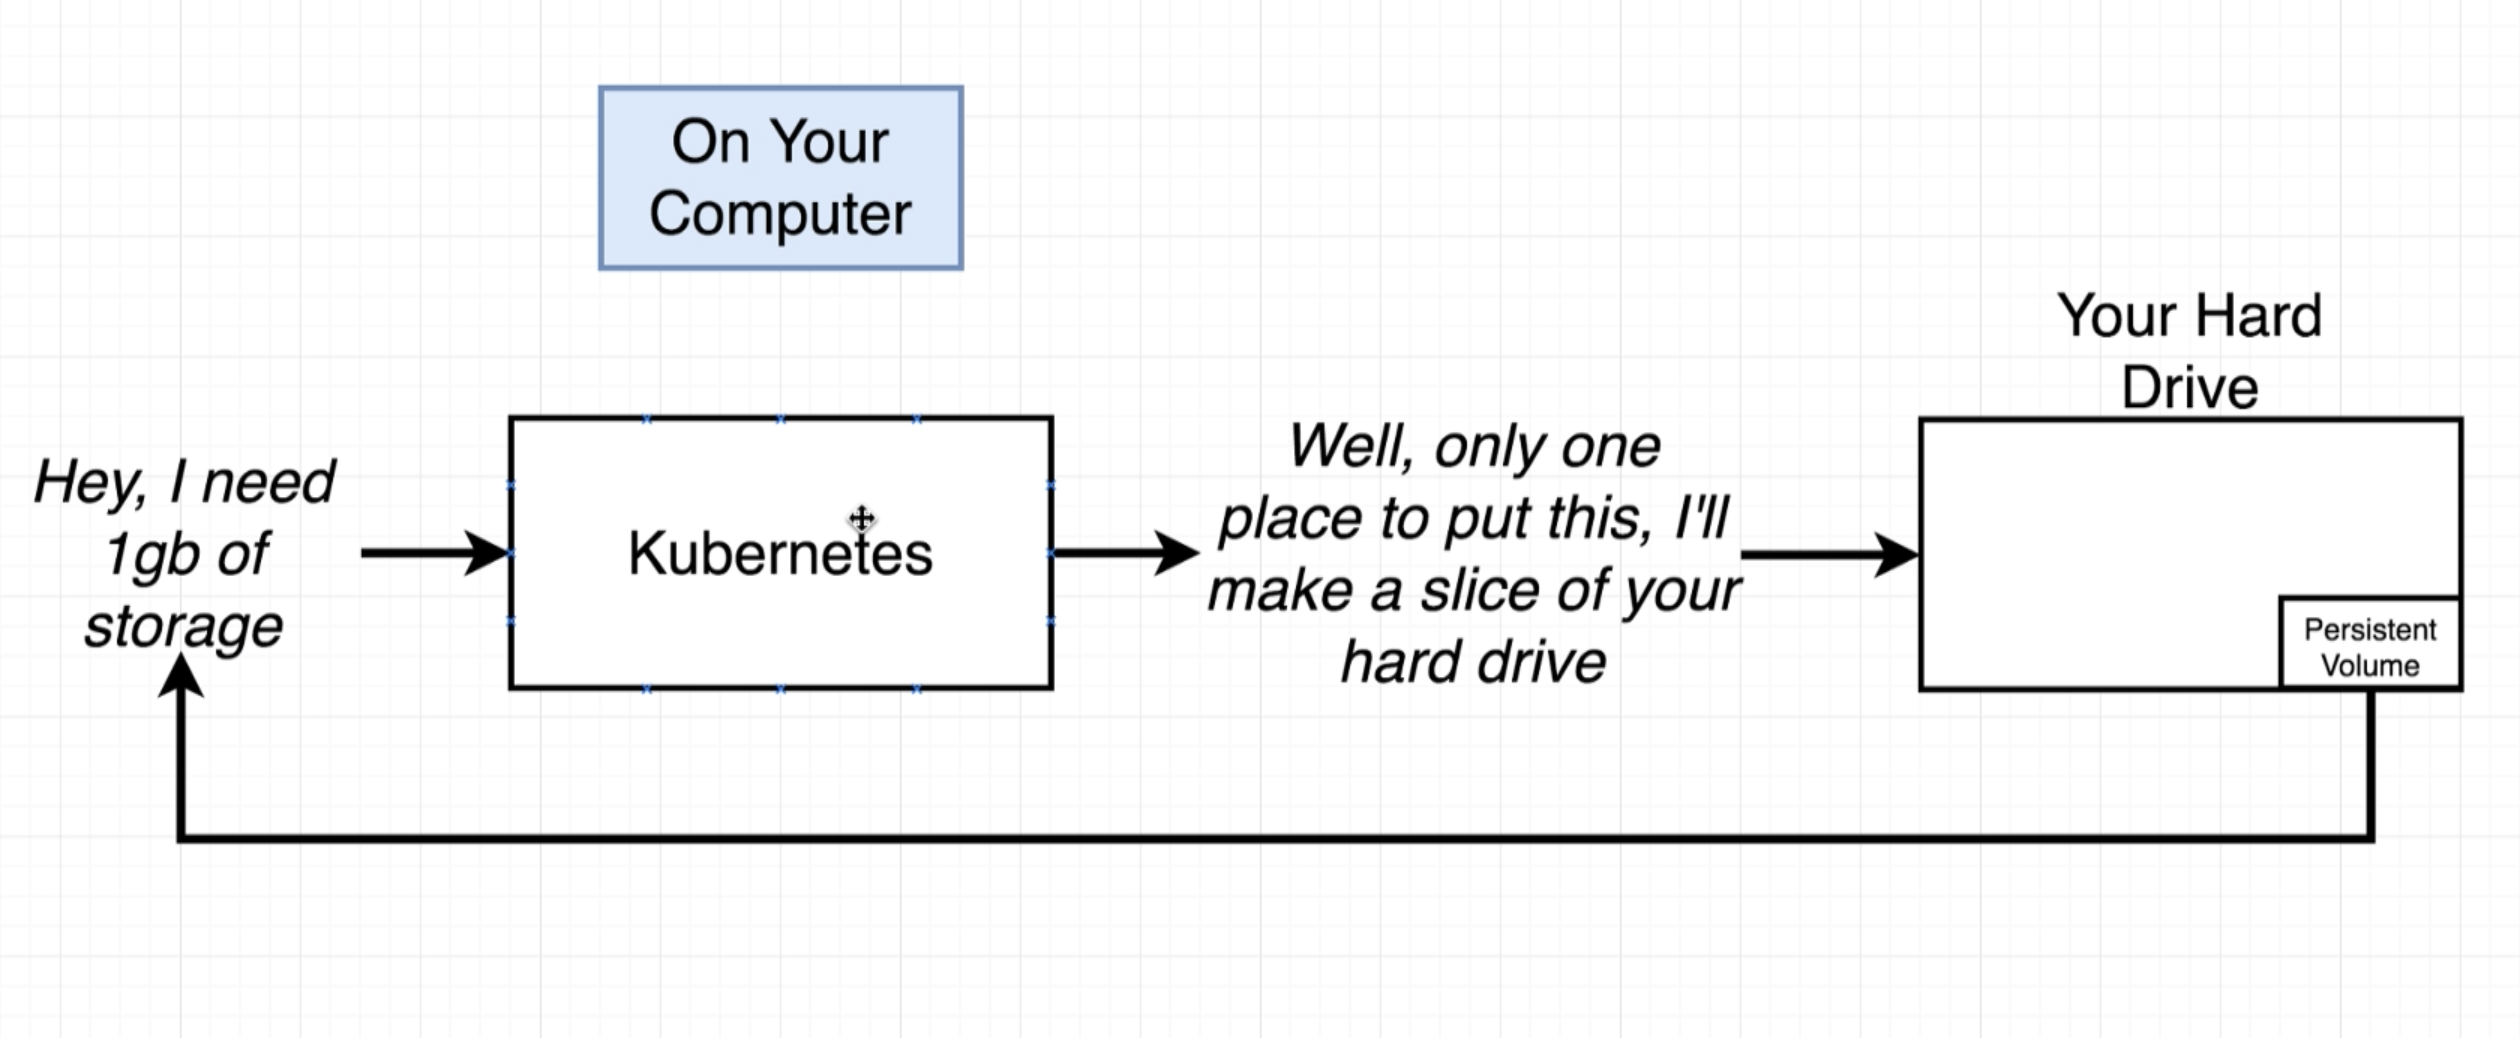 On Your
Computer
Your Hard
Drive
Hey, I need
1gb of
storage
Kubernetes
Well, only one
place to put this, I'll
make a slice of your
hard drive
Persistent
Volume